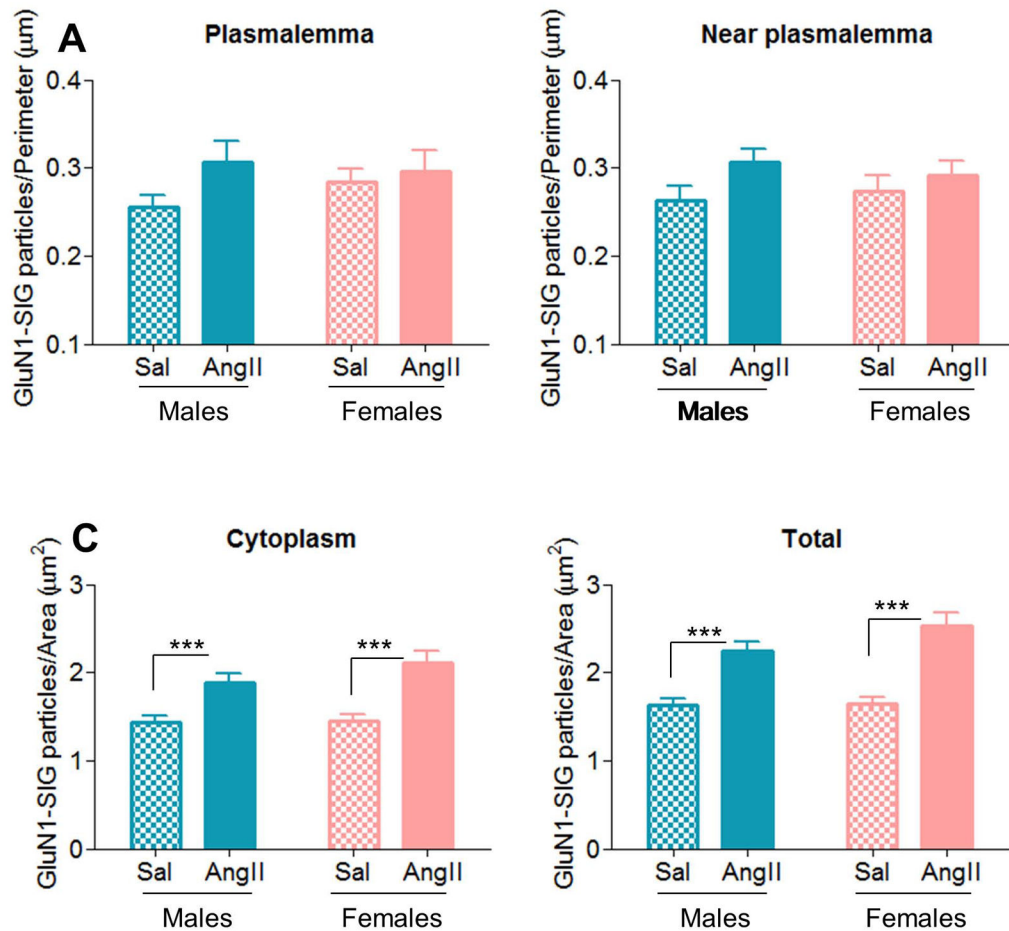 A
Plasmalemma
GluN1-SIG particles/Perimeter (μm)
0.4
0.3
0.2
0.1
Sal AngII Sal AngII
Males Females
Near plasmalemma
GluN1-SIG particles/Perimeter (μm)
0.4
0.3
0.2
0.1
Sal AngII Sal AngII
Males Females
C
Cytoplasm
GluN1-SIG particles/Area (μm²)
3
2
1
0
*** ***
Sal AngII Sal AngII
Males Females
Total
GluN1-SIG particles/Area (μm²)
3
2
1
0
*** ***
Sal AngII Sal AngII
Males Females